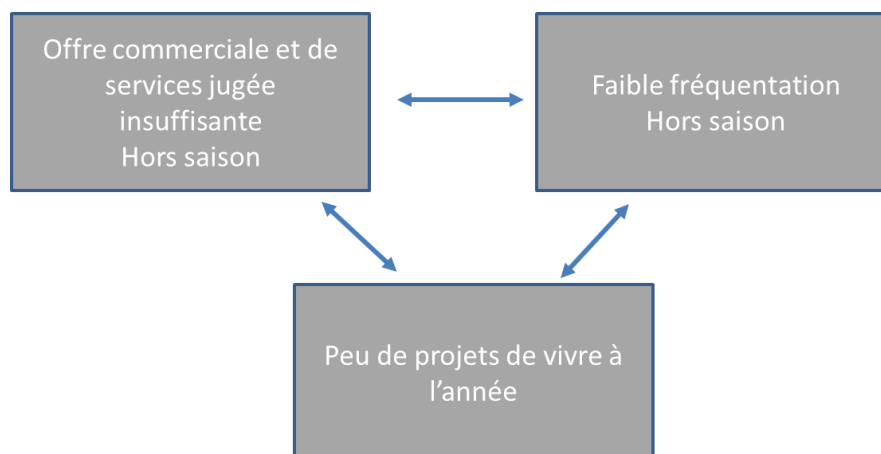 Offre commerciale et de
services jugée
insuffisante
Hors saison
Faible fréquentation
Hors saison
Peu de projets de vivre à
l’année